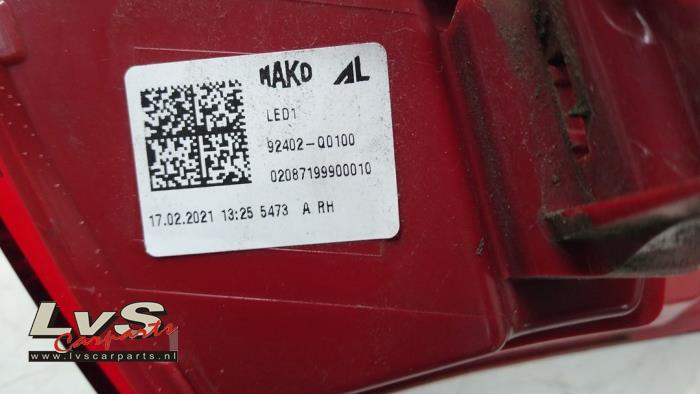 MAKO AL
LED1
92402-Q0100
02087199900010
17.02.2021 13:25 5473 A RH
LvS
Carparts
www.lvscarparts.nl